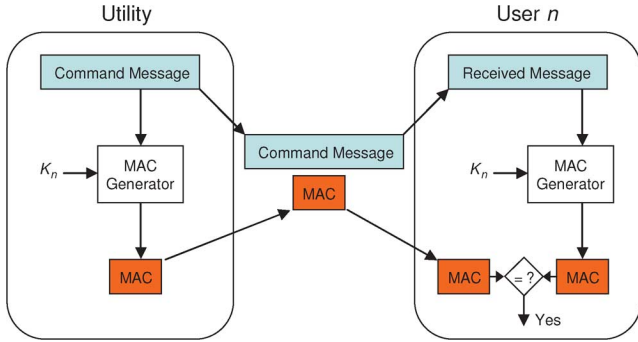 Utility
User n
Command Message
Received Message
Command Message
MAC
K_n
MAC
Generator
K_n
MAC
Generator
MAC
MAC
= ?
MAC
Yes